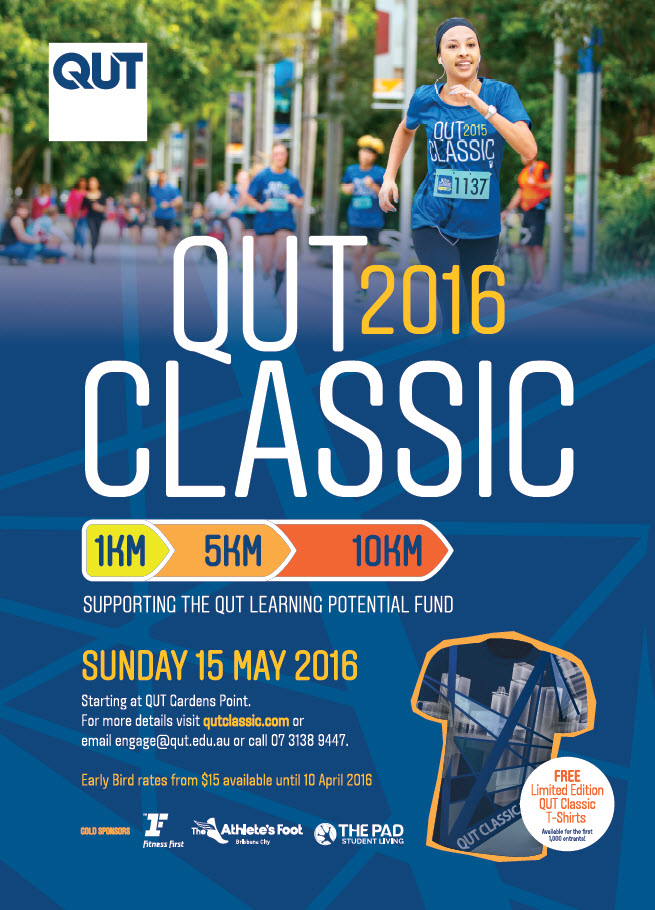 QUT
QUT 2015
CLASSIC
1137
QUT 2016
CLASSIC
1KM 5KM 10KM
SUPPORTING THE QUT LEARNING POTENTIAL FUND
SUNDAY 15 MAY 2016
Starting at QUT Gardens Point.
For more details visit qutclassic.com or
email engage@qut.edu.au or call 07 3138 9447.
Early Bird rates from $15 available until 10 April 2016
QUT CLASSIC
FREE
Limited Edition
QUT Classic
T-Shirts
Available for the first
1,000 entrants!
GOLD SPONSORS
Fitness First
The Athlete's Foot
Brisbane City
THE PAD
STUDENT LIVING